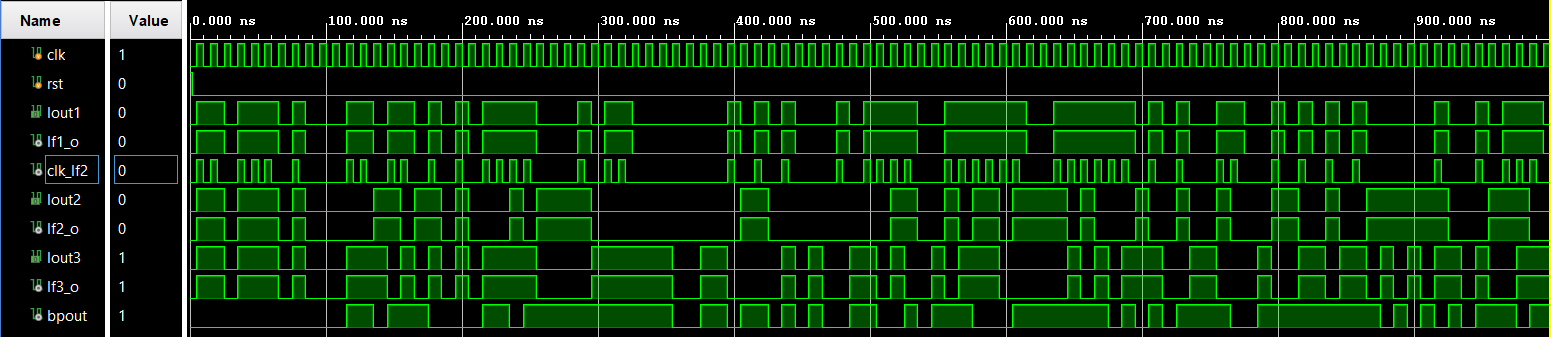 Name Value 0.000 ns 100.000 ns 200.000 ns 300.000 ns 400.000 ns 500.000 ns 600.000 ns 700.000 ns 800.000 ns 900.000 ns
clk 1
rst 0
lout1 0
lf1_o 0
clk_lf2 0
lout2 0
lf2_o 0
lout3 1
lf3_o 1
bpout 1